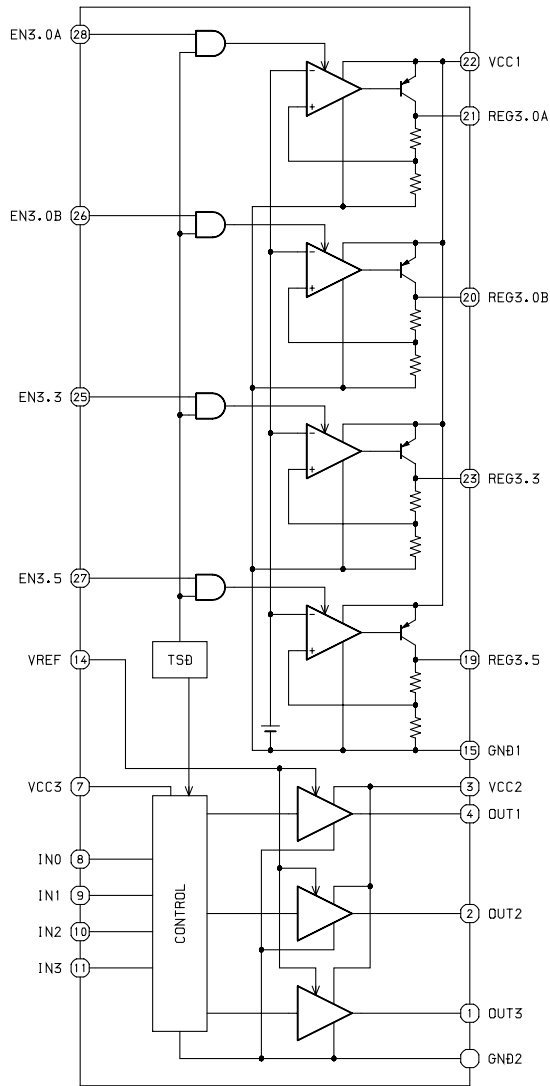 EN3.0A 28
22 VCC1
- +
21 REG3.0A
EN3.0B 26
- +
20 REG3.0B
EN3.3 25
- +
23 REG3.3
EN3.5 27
- +
VREF 14
TSD
19 REG3.5
15 GND1
VCC3 7
3 VCC2
4 OUT1
IN0 8
IN1 9
IN2 10
IN3 11
CONTROL
2 OUT2
1 OUT3
GND2